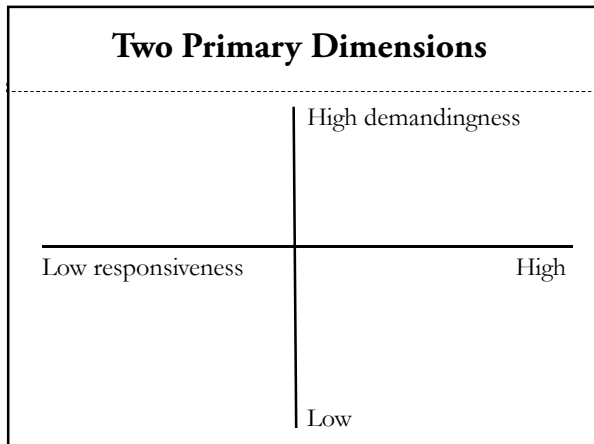 Two Primary Dimensions
High demandingness
Low responsiveness
High
Low